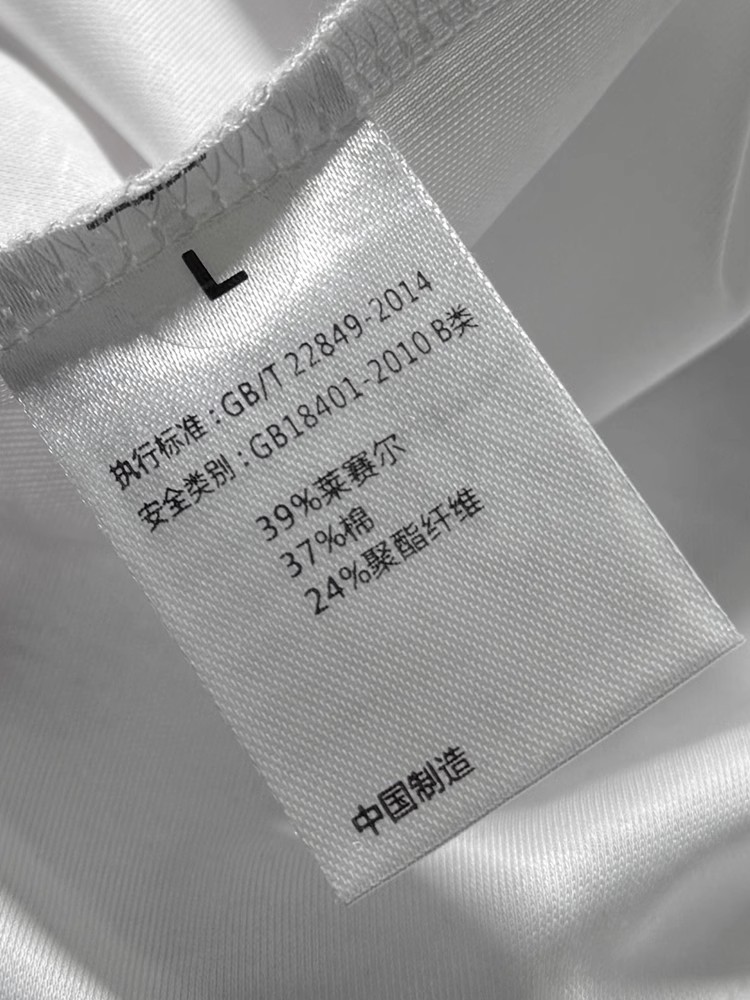 L
执行标准:GB/T 22849-2014
安全类别:GB18401-2010 B类
39%莱赛尔
37%棉
24%聚酯纤维
中国制造